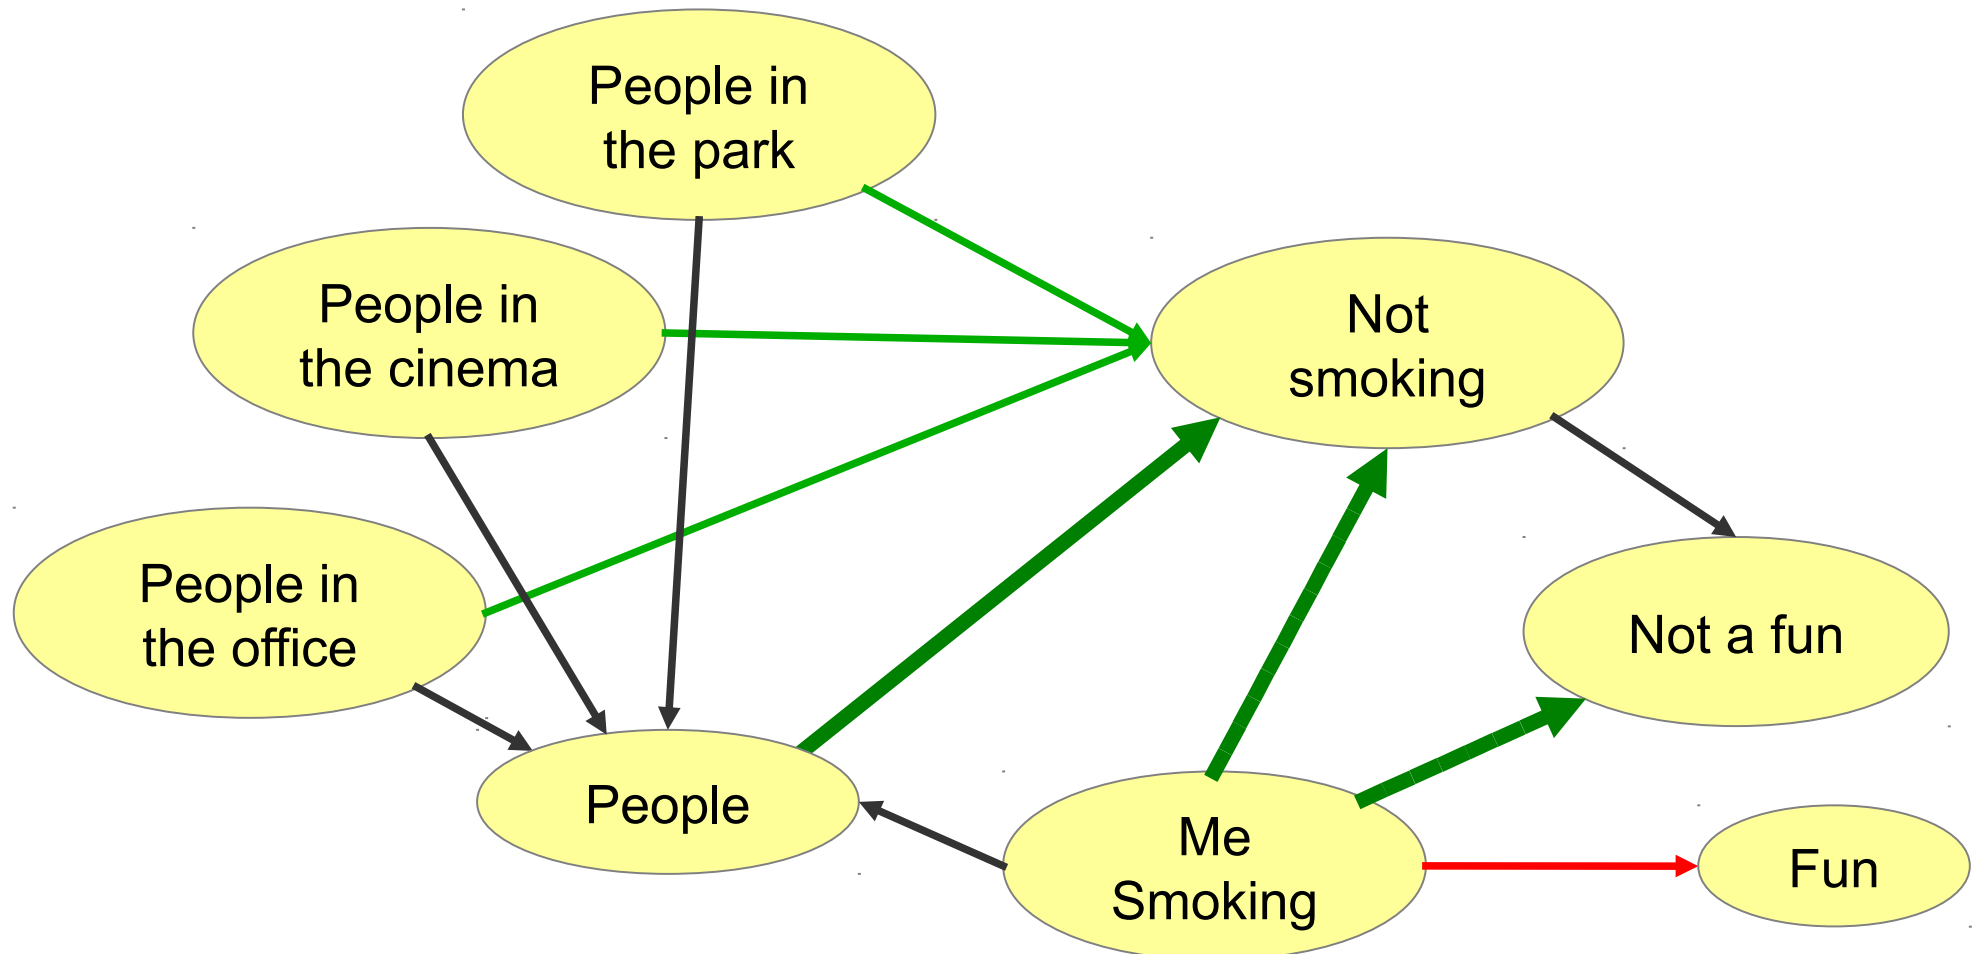 People in
the park
People in
the cinema
Not
smoking
People in
the office
Not a fun
People
Me
Smoking
Fun